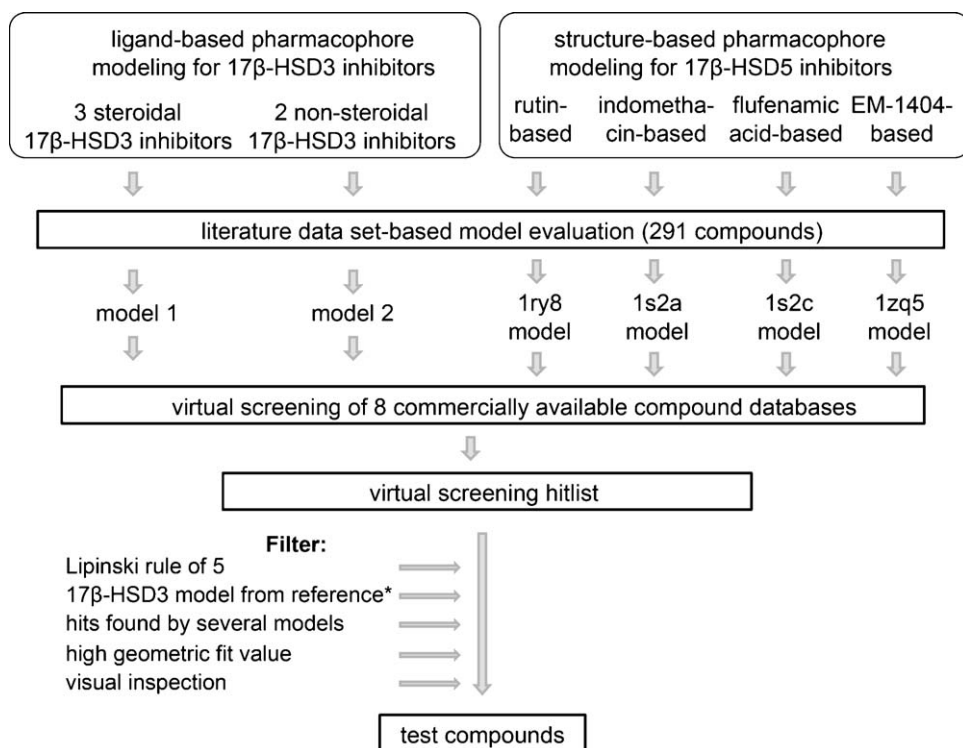 ligand-based pharmacophore
modeling for 17β-HSD3 inhibitors
3 steroidal
17β-HSD3 inhibitors
2 non-steroidal
17β-HSD3 inhibitors
structure-based pharmacophore
modeling for 17β-HSD5 inhibitors
rutin-
based
indometha-
cin-based
flufenamic
acid-based
EM-1404-
based
literature data set-based model evaluation (291 compounds)
model 1
model 2
1ry8
model
1s2a
model
1s2c
model
1zq5
model
virtual screening of 8 commercially available compound databases
virtual screening hitlist
Filter:
Lipinski rule of 5
17β-HSD3 model from reference*
hits found by several models
high geometric fit value
visual inspection
test compounds